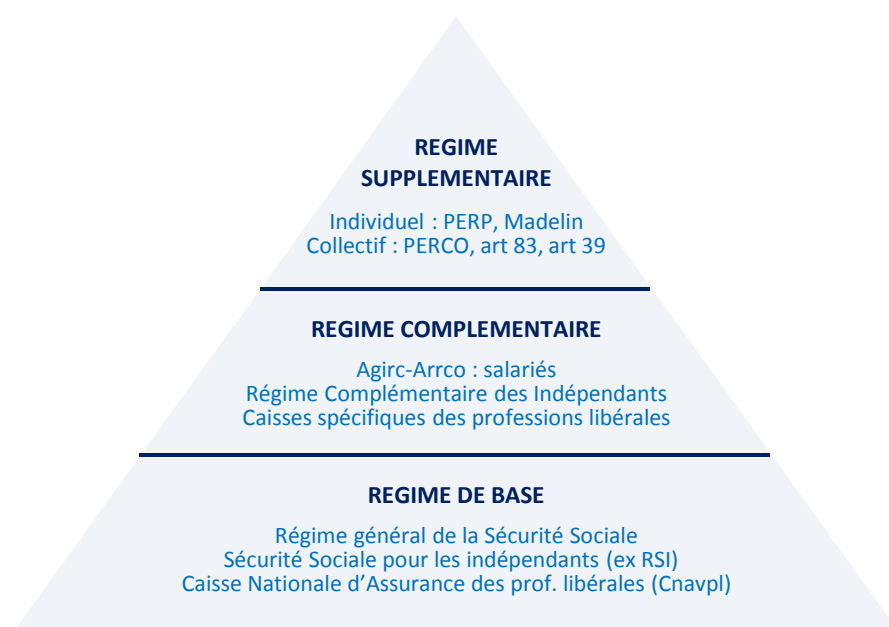 REGIME
SUPPLEMENTAIRE
Individuel : PERP, Madelin
Collectif : PERCO, art 83, art 39
REGIME COMPLEMENTAIRE
Agirc-Arrco : salariés
Régime Complémentaire des Indépendants
Caisses spécifiques des professions libérales
REGIME DE BASE
Régime général de la Sécurité Sociale
Sécurité Sociale pour les indépendants (ex RSI)
Caisse Nationale d’Assurance des prof. libérales (Cnavpl)